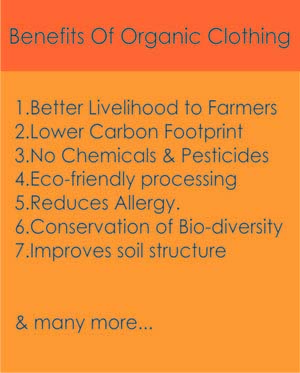 Benefits Of Organic Clothing
1.Better Livelihood to Farmers
2.Lower Carbon Footprint
3.No Chemicals & Pesticides
4.Eco-friendly processing
5.Reduces Allergy.
6.Conservation of Bio-diversity
7.Improves soil structure
& many more...